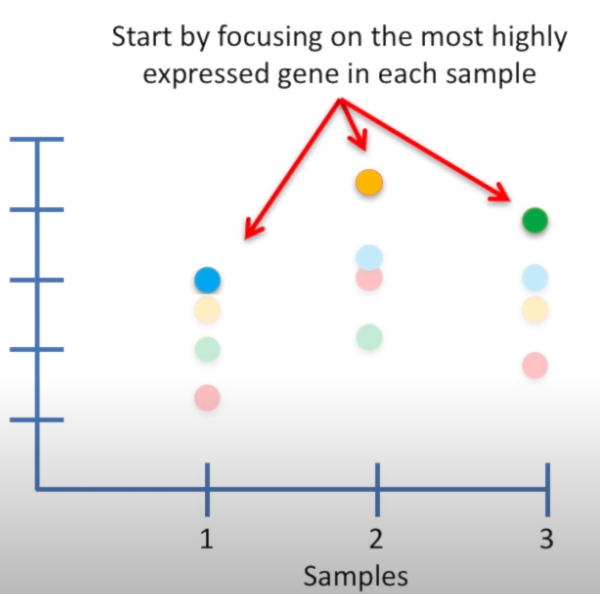 Start by focusing on the most highly
expressed gene in each sample
1
2
3
Samples